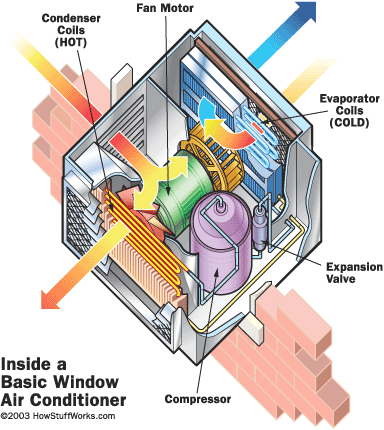 Condenser
Coils
(HOT)
Fan Motor
Evaporator
Coils
(COLD)
Expansion
Valve
Compressor
Inside a
Basic Window
Air Conditioner
©2003 HowStuffWorks.com